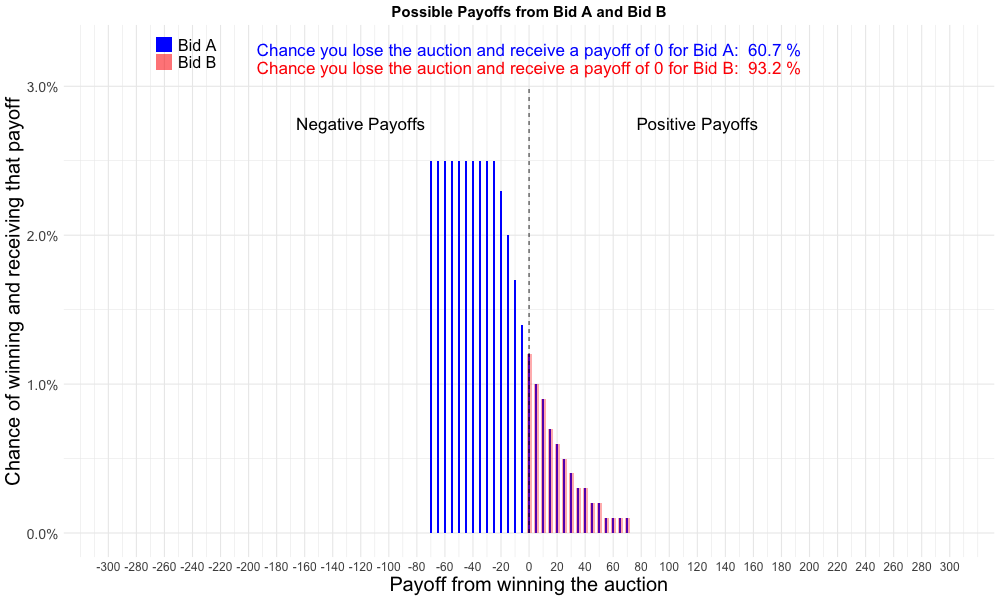 Possible Payoffs from Bid A and Bid B
Bid A
Bid B
Chance you lose the auction and receive a payoff of 0 for Bid A: 60.7 %
Chance you lose the auction and receive a payoff of 0 for Bid B: 93.2 %
Negative Payoffs
Positive Payoffs
Chance of winning and receiving that payoff
3.0%
2.0%
1.0%
0.0%
-300 -280 -260 -240 -220 -200 -180 -160 -140 -120 -100 -80 -60 -40 -20 0 20 40 60 80 100 120 140 160 180 200 220 240 260 280 300
Payoff from winning the auction